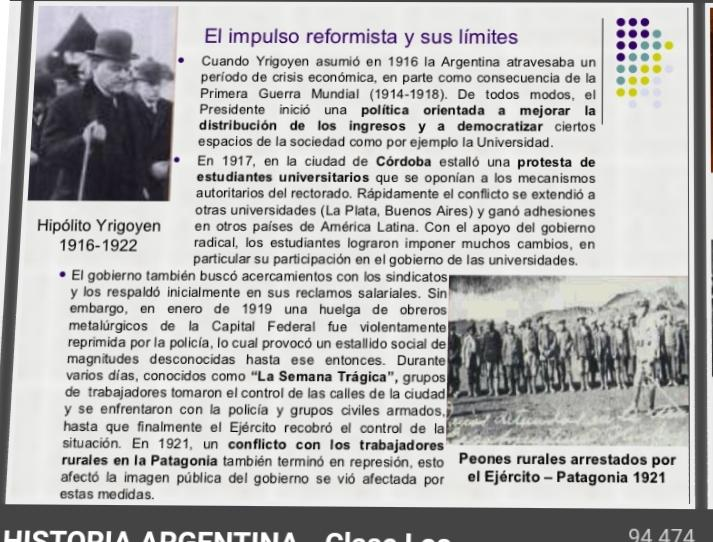 El impulso reformista y sus límites
• Cuando Yrigoyen asumió en 1916 la Argentina atravesaba un
período de crisis económica, en parte como consecuencia de la
Primera Guerra Mundial (1914-1918). De todos modos, el
Presidente inició una política orientada a mejorar la
distribución de los ingresos y a democratizar ciertos
espacios de la sociedad como por ejemplo la Universidad.
• En 1917, en la ciudad de Córdoba estalló una protesta de
estudiantes universitarios que se oponían a los mecanismos
autoritarios del rectorado. Rápidamente el conflicto se extendió a
otras universidades (La Plata, Buenos Aires) y ganó adhesiones
en otros países de América Latina. Con el apoyo del gobierno
radical, los estudiantes lograron imponer muchos cambios, en
particular su participación en el gobierno de las universidades.
Hipólito Yrigoyen
1916-1922
• El gobierno también buscó acercamientos con los sindicatos
y los respaldó inicialmente en sus reclamos salariales. Sin
embargo, en enero de 1919 una huelga de obreros
metalúrgicos de la Capital Federal fue violentamente
reprimida por la policía, lo cual provocó un estallido social de
magnitudes desconocidas hasta ese entonces. Durante
varios días, conocidos como “La Semana Trágica”, grupos
de trabajadores tomaron el control de las calles de la ciudad
y se enfrentaron con la policía y grupos civiles armados,
hasta que finalmente el Ejército recobró el control de la
situación. En 1921, un conflicto con los trabajadores
rurales en la Patagonia también terminó en represión, esto
afectó la imagen pública del gobierno se vió afectada por
estas medidas.
Peones rurales arrestados por
el Ejército – Patagonia 1921
HISTORIA ARGENTINA
94.474